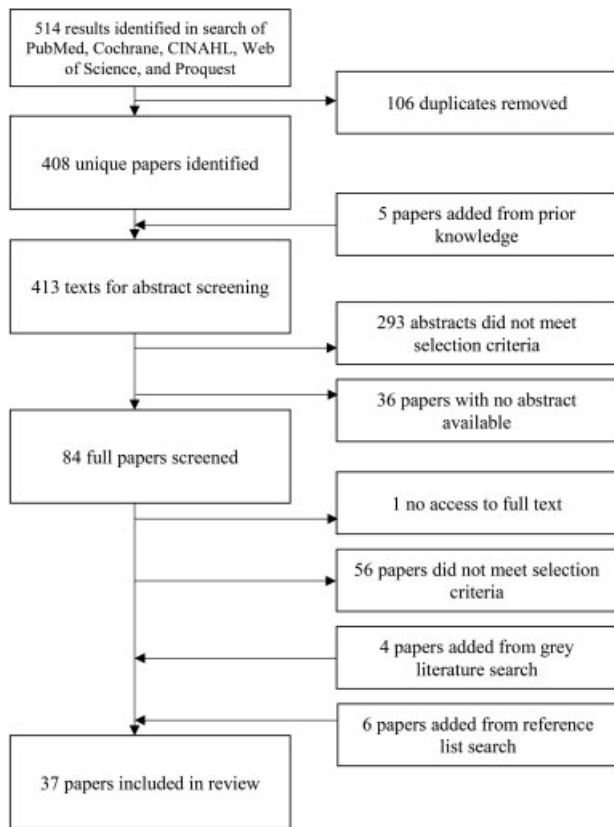 514 results identified in search of
PubMed, Cochrane, CINAHL, Web
of Science, and Proquest
106 duplicates removed
408 unique papers identified
5 papers added from prior
knowledge
413 texts for abstract screening
293 abstracts did not meet
selection criteria
36 papers with no abstract
available
84 full papers screened
1 no access to full text
56 papers did not meet selection
criteria
4 papers added from grey
literature search
6 papers added from reference
list search
37 papers included in review